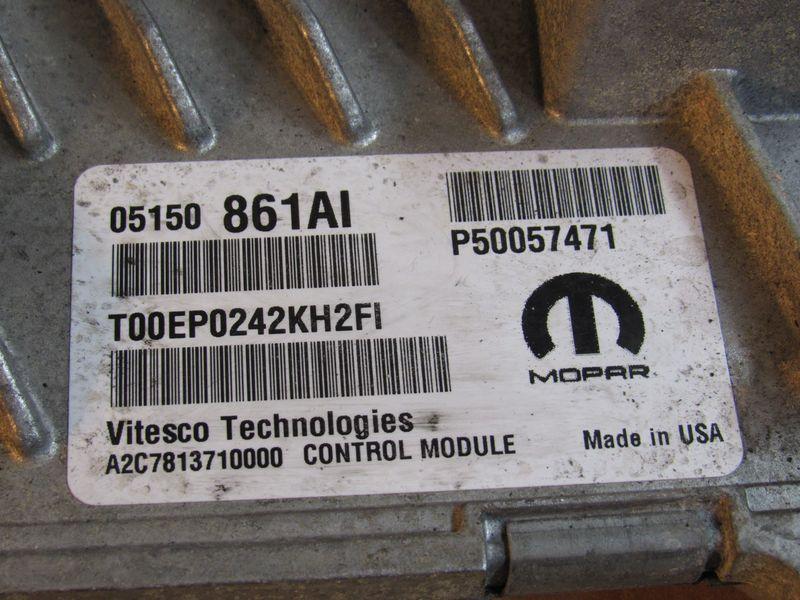 05150 861AI
P50057471
T00EP0242KH2FI
MOPAR
Vitesco Technologies
A2C7813710000 CONTROL MODULE
Made in USA